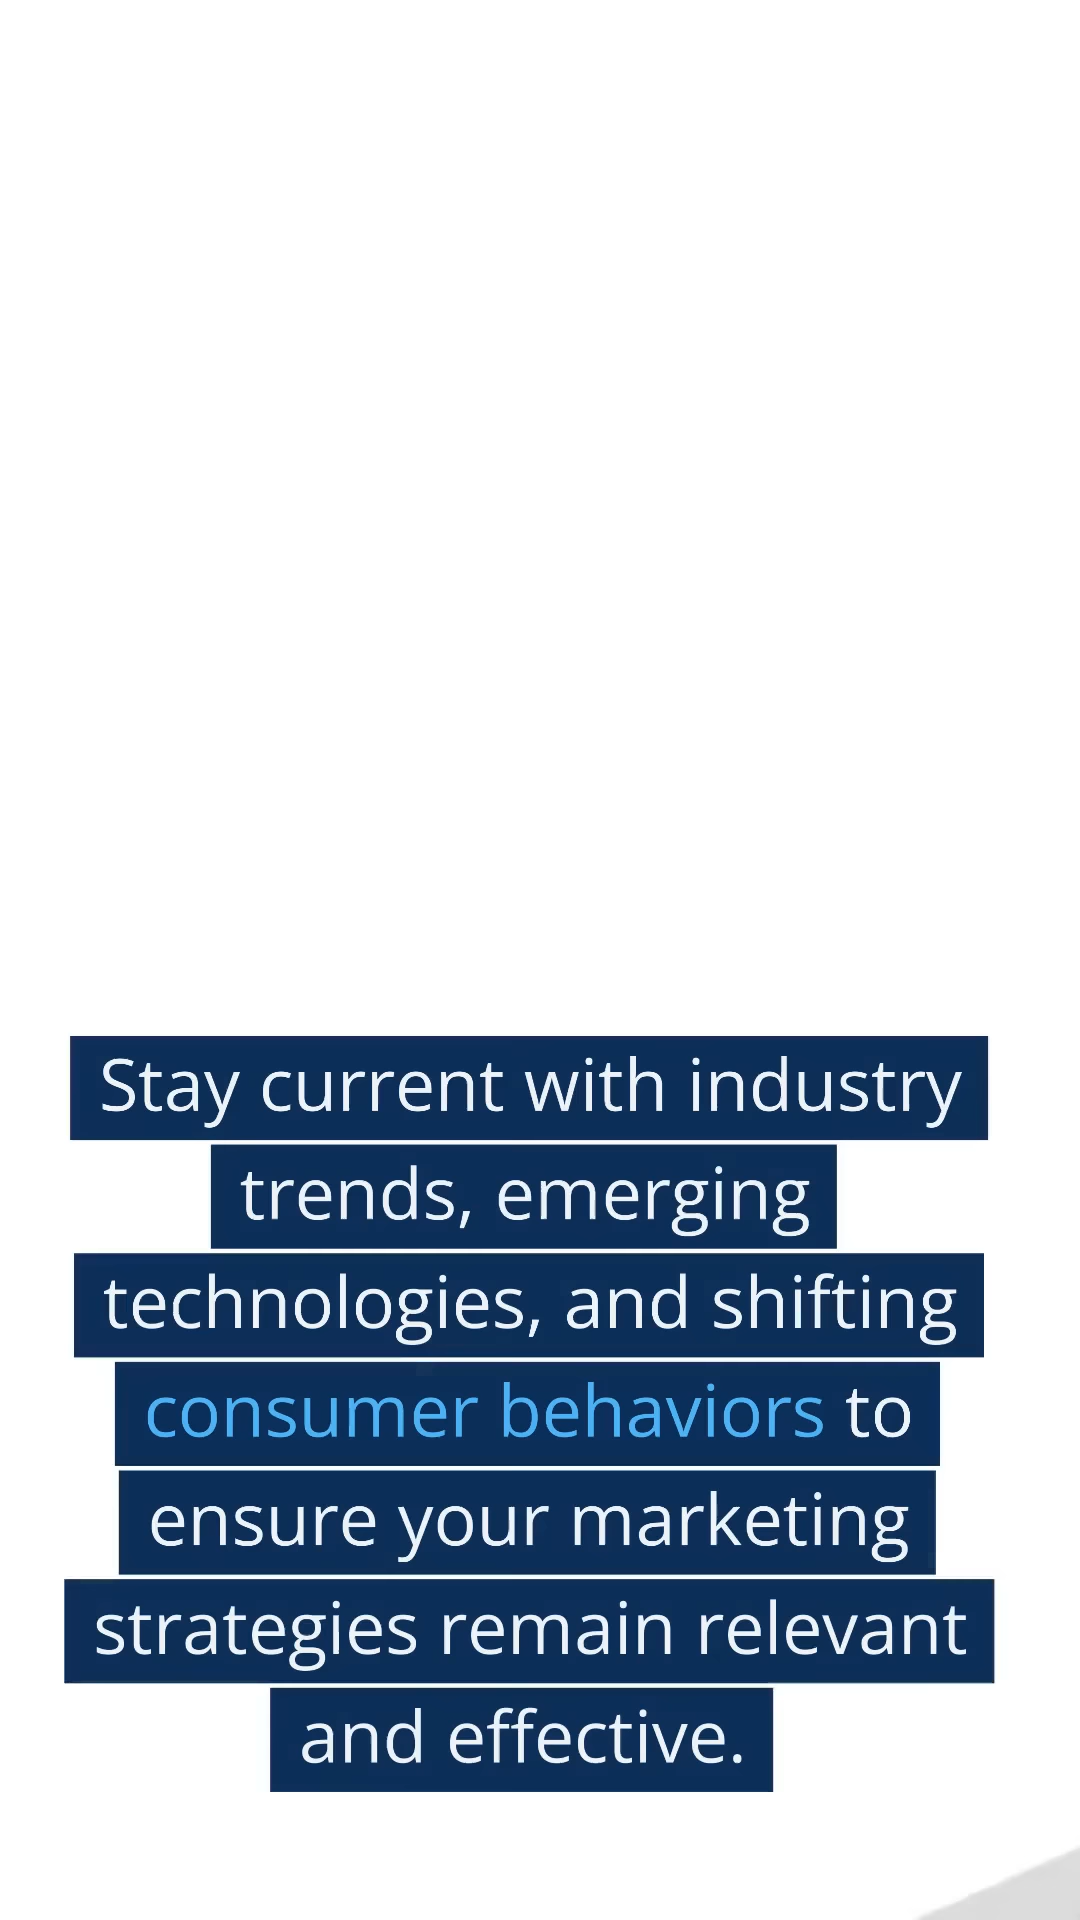 Stay current with industry
trends, emerging
technologies, and shifting
consumer behaviors to
ensure your marketing
strategies remain relevant
and effective.